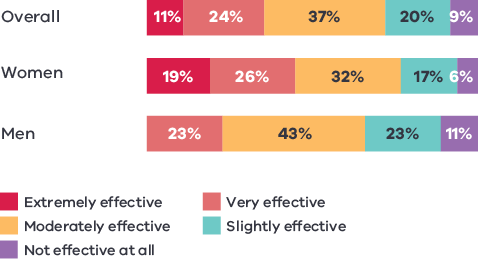 Overall 11% 24% 37% 20% 9%
Women 19% 26% 32% 17% 6%
Men 23% 43% 23% 11%
Extremely effective Very effective
Moderately effective Slightly effective
Not effective at all